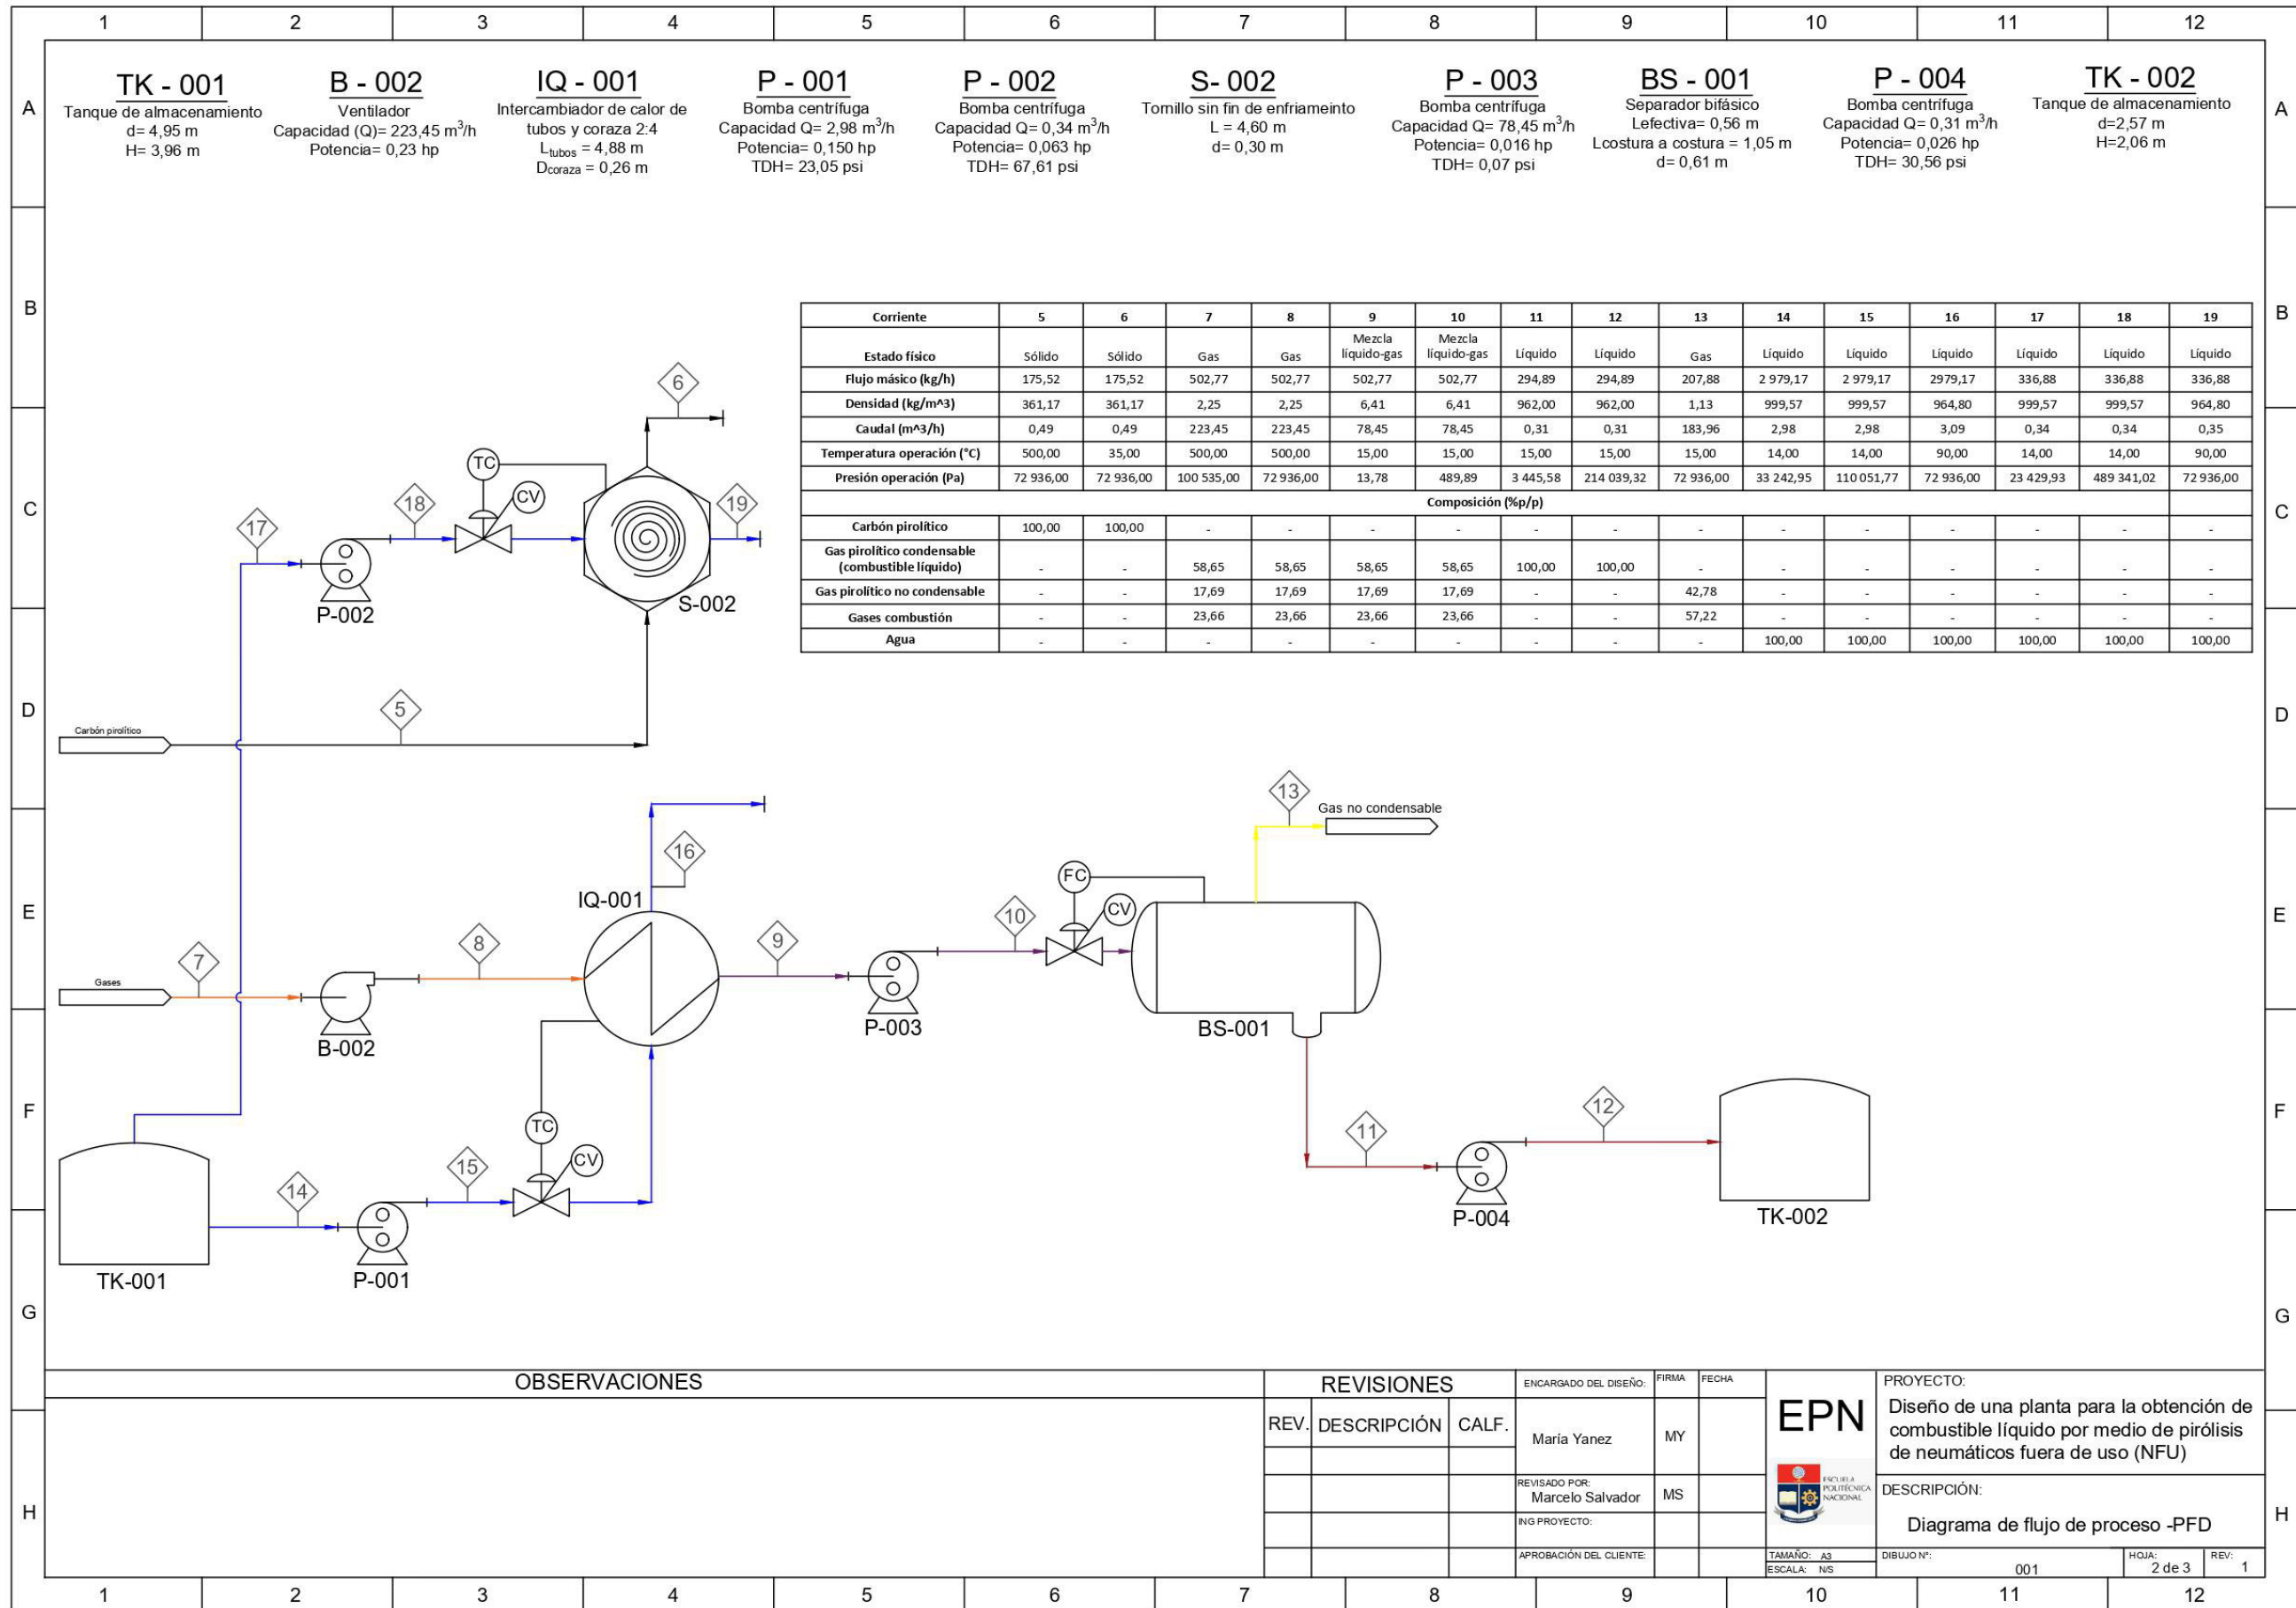 1 2 3 4 5 6 7 8 9 10 11 12
A
B
C
D
E
F
G
H
TK - 001
Tanque de almacenamiento
d= 4,95 m
H= 3,96 m
B - 002
Ventilador
Capacidad (Q)= 223,45 m³/h
Potencia= 0,23 hp
IQ - 001
Intercambiador de calor de
tubos y coraza 2:4
Ltubos = 4,88 m
Dcoraza = 0,26 m
P - 001
Bomba centrífuga
Capacidad Q= 2,98 m³/h
Potencia= 0,150 hp
TDH= 23,05 psi
P - 002
Bomba centrífuga
Capacidad Q= 0,34 m³/h
Potencia= 0,063 hp
TDH= 67,61 psi
S- 002
Tornillo sin fin de enfriameinto
L = 4,60 m
d= 0,30 m
P - 003
Bomba centrífuga
Capacidad Q= 78,45 m³/h
Potencia= 0,016 hp
TDH= 0,07 psi
BS - 001
Separador bifásico
Lefectiva= 0,56 m
Lcostura a costura = 1,05 m
d= 0,61 m
P - 004
Bomba centrífuga
Capacidad Q= 0,31 m³/h
Potencia= 0,026 hp
TDH= 30,56 psi
TK - 002
Tanque de almacenamiento
d=2,57 m
H=2,06 m
A
B
C
D
E
F
G
H
Corriente 5 6 7 8 9 10 11 12 13 14 15 16 17 18 19
Estado físico Sólido Sólido Gas Gas Mezcla líquido-gas Mezcla líquido-gas Líquido Líquido Gas Líquido Líquido Líquido Líquido Líquido Líquido
Flujo másico (kg/h) 175,52 175,52 502,77 502,77 502,77 502,77 294,89 294,89 207,88 2 979,17 2 979,17 2979,17 336,88 336,88 336,88
Densidad (kg/m^3) 361,17 361,17 2,25 2,25 6,41 6,41 962,00 962,00 1,13 999,57 999,57 964,80 999,57 999,57 964,80
Caudal (m^3/h) 0,49 0,49 223,45 223,45 78,45 78,45 0,31 0,31 183,96 2,98 2,98 3,09 0,34 0,34 0,35
Temperatura operación (°C) 500,00 35,00 500,00 500,00 15,00 15,00 15,00 15,00 15,00 14,00 14,00 90,00 14,00 14,00 90,00
Presión operación (Pa) 72 936,00 72 936,00 100 535,00 72 936,00 13,78 489,89 3 445,58 214 039,32 72 936,00 33 242,95 110 051,77 72 936,00 23 429,93 489 341,02 72 936,00
Composición (%p/p)
Carbón pirolítico 100,00 100,00 - - - - - - - - - - - - -
Gas pirolítico condensable
(combustible líquido) - - 58,65 58,65 58,65 58,65 100,00 100,00 - - - - - - -
Gas pirolítico no condensable - - 17,69 17,69 17,69 17,69 - - 42,78 - - - - - -
Gases combustión - - 23,66 23,66 23,66 23,66 - - 57,22 - - - - - -
Agua - - - - - - - - - 100,00 100,00 100,00 100,00 100,00 100,00
6
TC
CV
18
17
19
P-002
S-002
5
Carbón pirolítico
13
Gas no condensable
16
IQ-001
FC
CV
10
9
8
7
Gases
B-002
P-003
BS-001
TC
CV
15
14
12
11
P-004
TK-002
TK-001
P-001
OBSERVACIONES
REVISIONES
REV. DESCRIPCIÓN CALF.
ENCARGADO DEL DISEÑO: FIRMA FECHA
María Yanez MY
REVISADO POR:
Marcelo Salvador MS
ING PROYECTO:
APROBACIÓN DEL CLIENTE:
EPN
ESCUELA
POLITÉCNICA
NACIONAL
TAMAÑO: A3
ESCALA: N/S
PROYECTO:
Diseño de una planta para la obtención de
combustible líquido por medio de pirólisis
de neumáticos fuera de uso (NFU)
DESCRIPCIÓN:
Diagrama de flujo de proceso -PFD
DIBUJO N°: 001
HOJA: 2 de 3
REV: 1
1 2 3 4 5 6 7 8 9 10 11 12